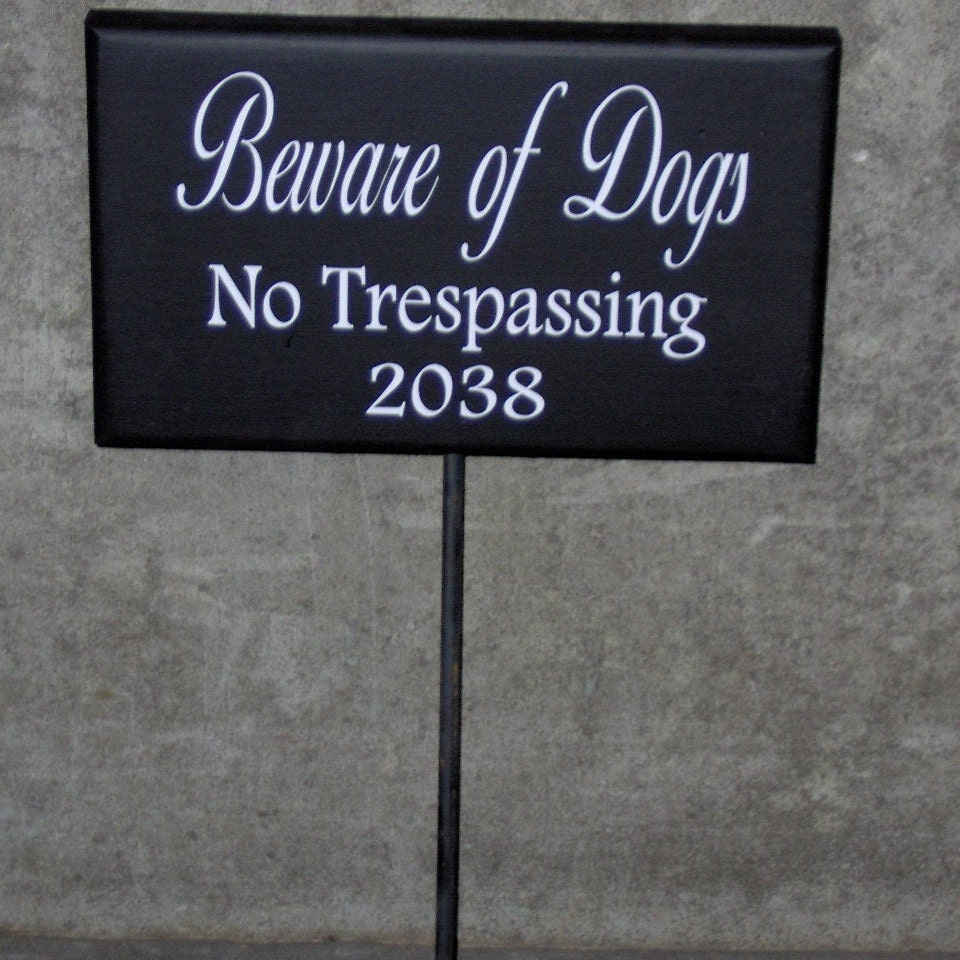 Beware of Dogs
No Trespassing
2038